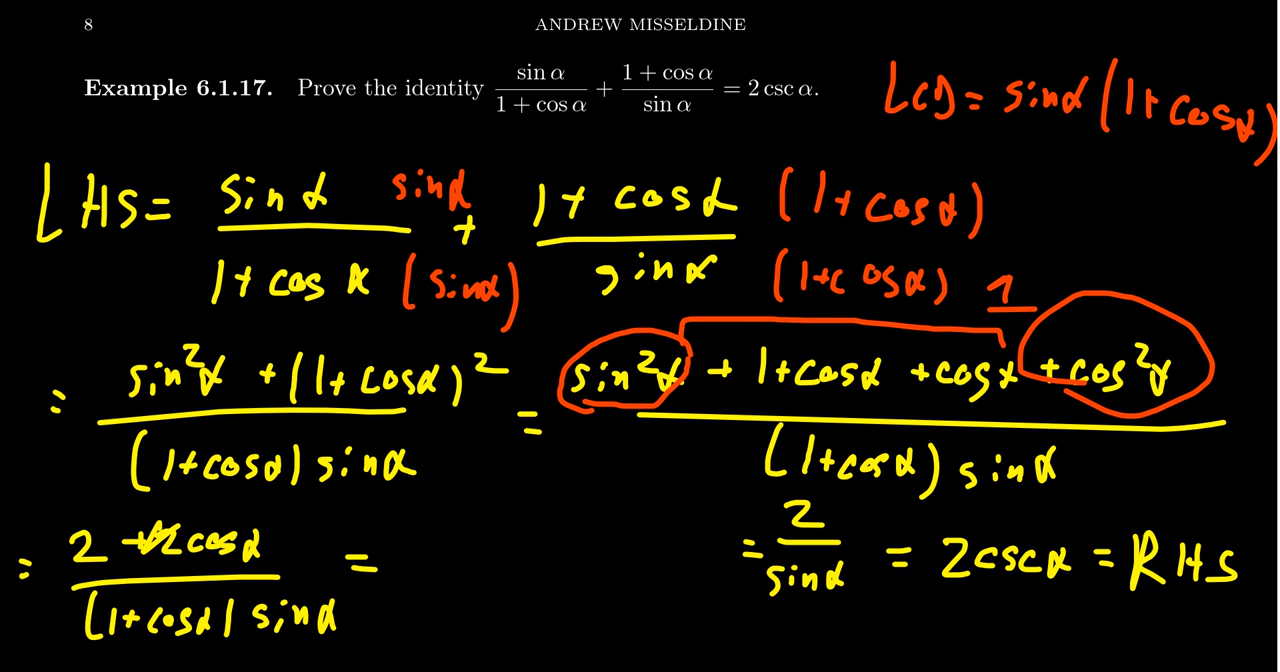 8 ANDREW MISSELDINE
Example 6.1.17. Prove the identity sin α / (1 + cos α) + (1 + cos α) / sin α = 2 csc α.
LCD = sinα (1 + cosα)
LHS = sinα sinα / 1 + cosα (sinα) + 1 + cosα (1 + cosα) / sinα (1 + cosα)
1
= sin²α + (1 + cosα)² / (1 + cosα) sinα = sin²α + 1 + cosα + cosα + cos²α / (1 + cosα) sinα
= 2 + 2cosα / (1 + cosα) sinα =
= 2 / sinα = 2cscα = RHS